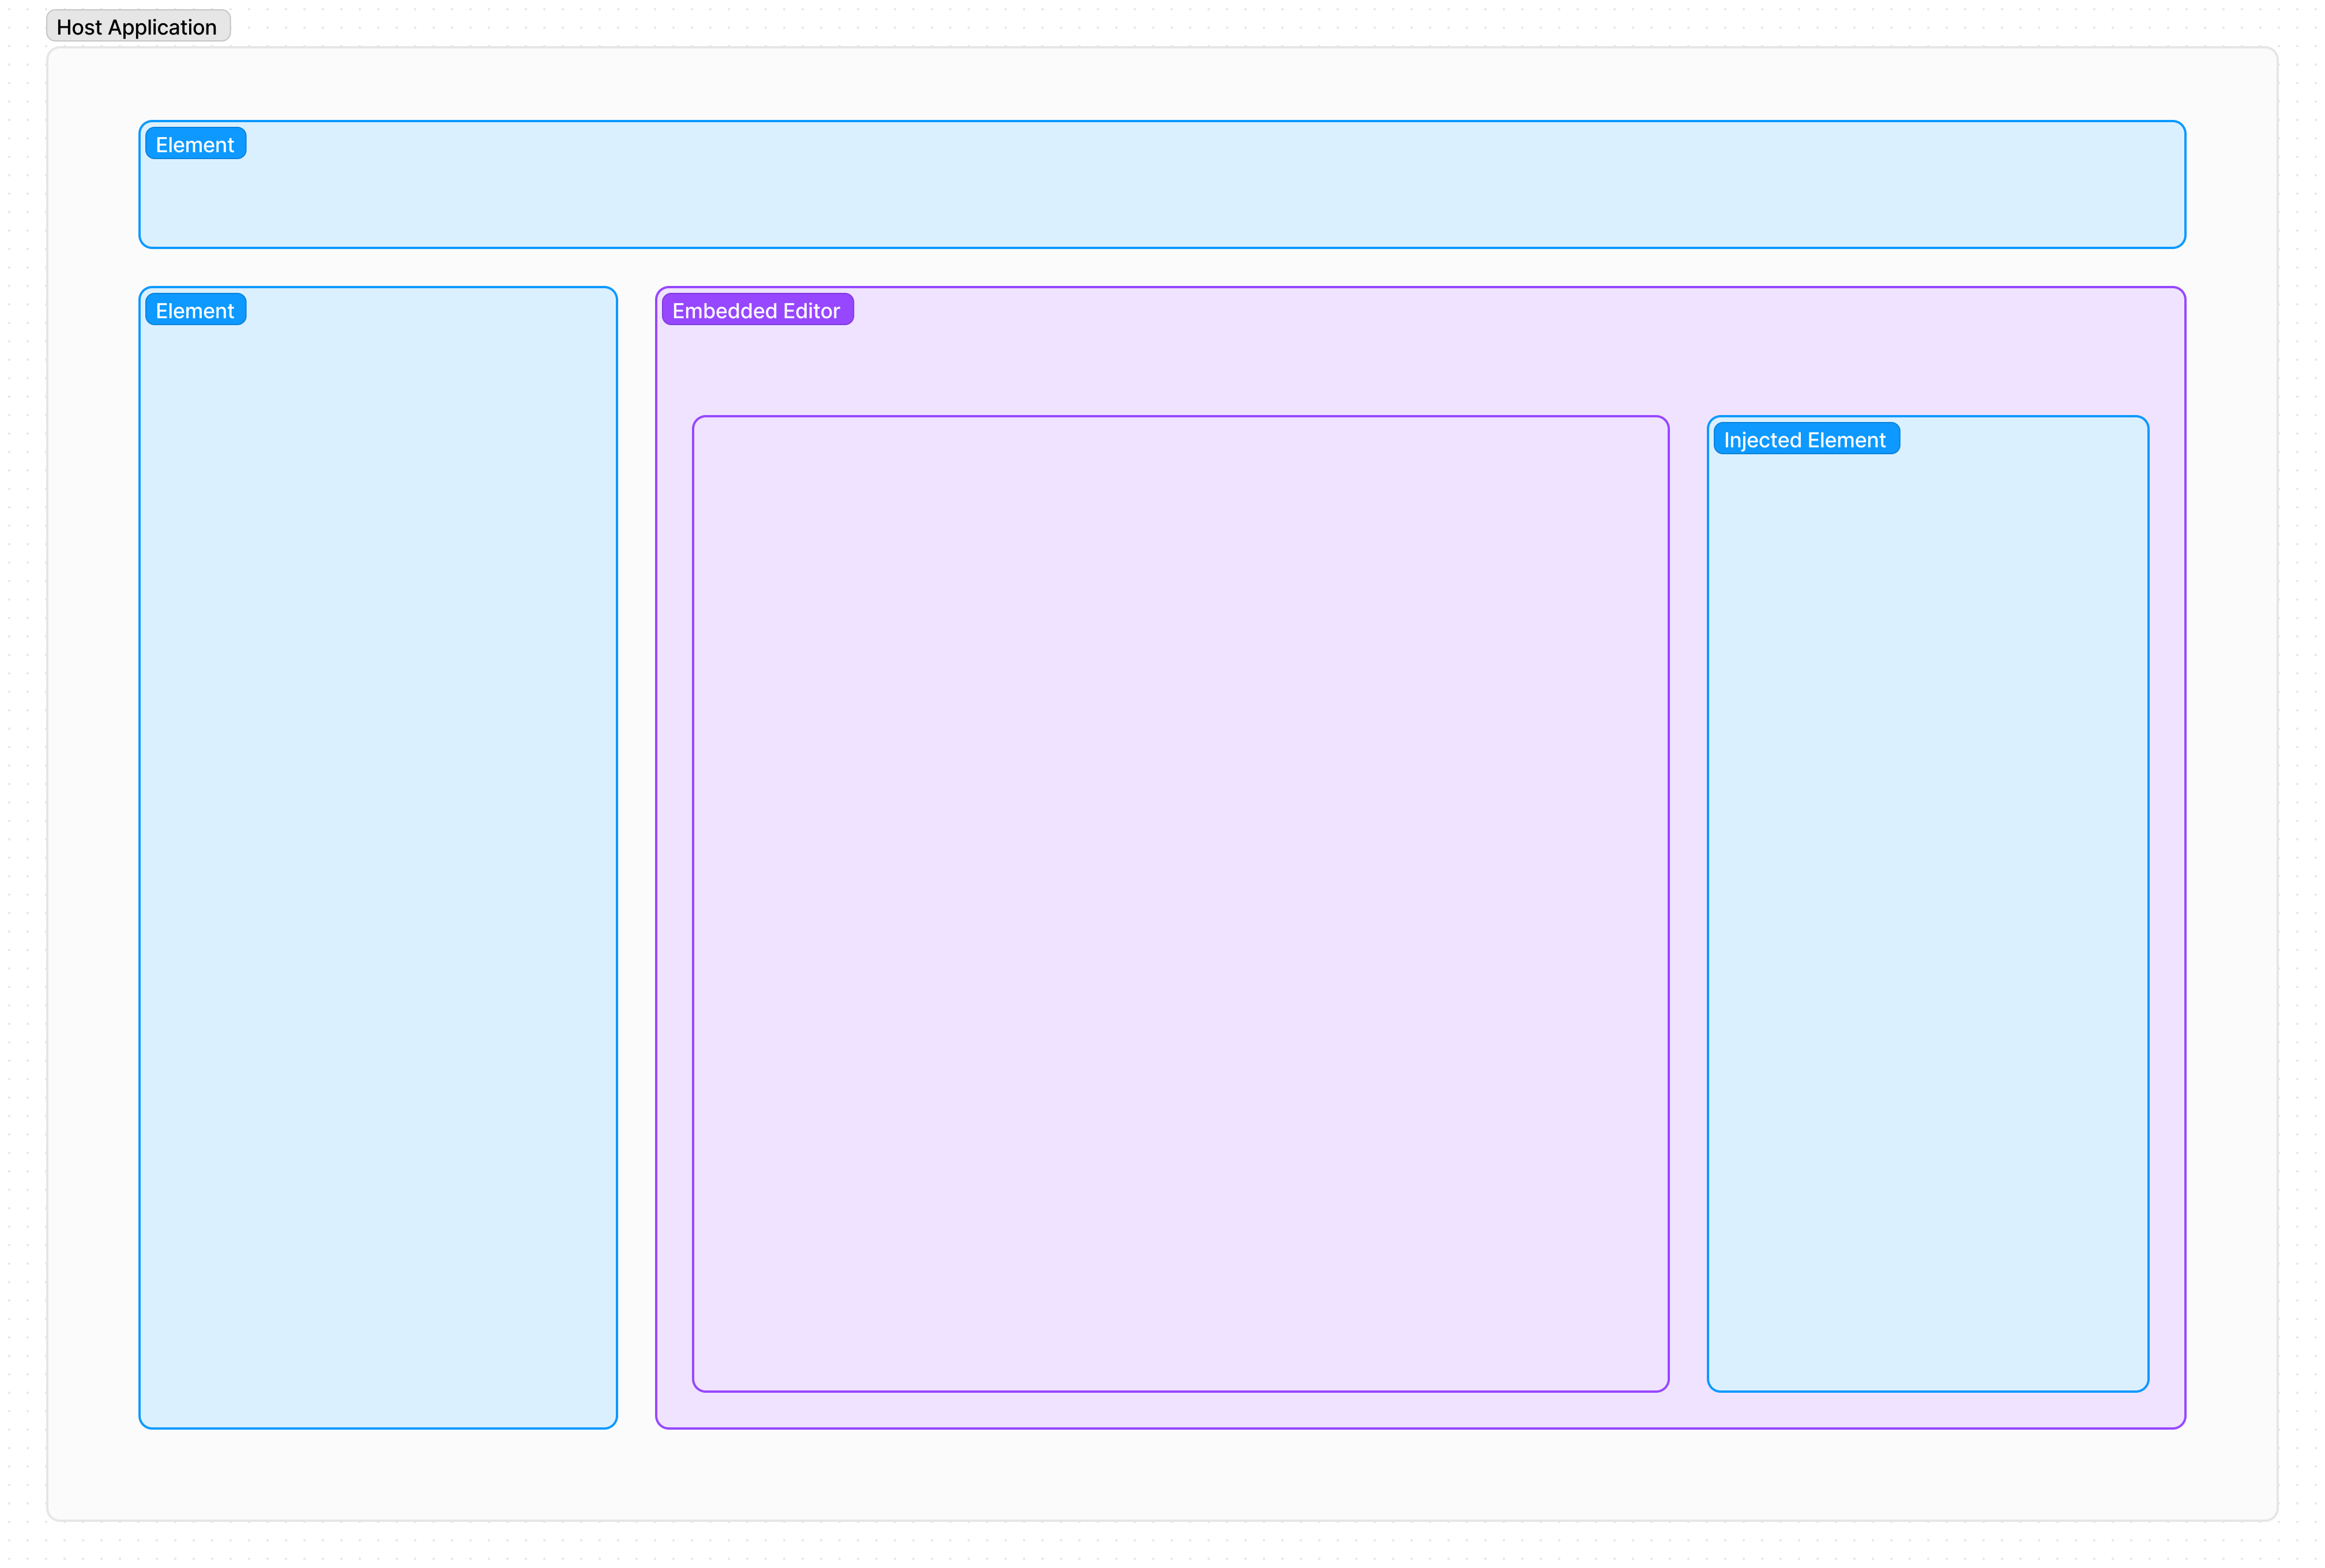 Host Application
Element
Element
Embedded Editor
Injected Element